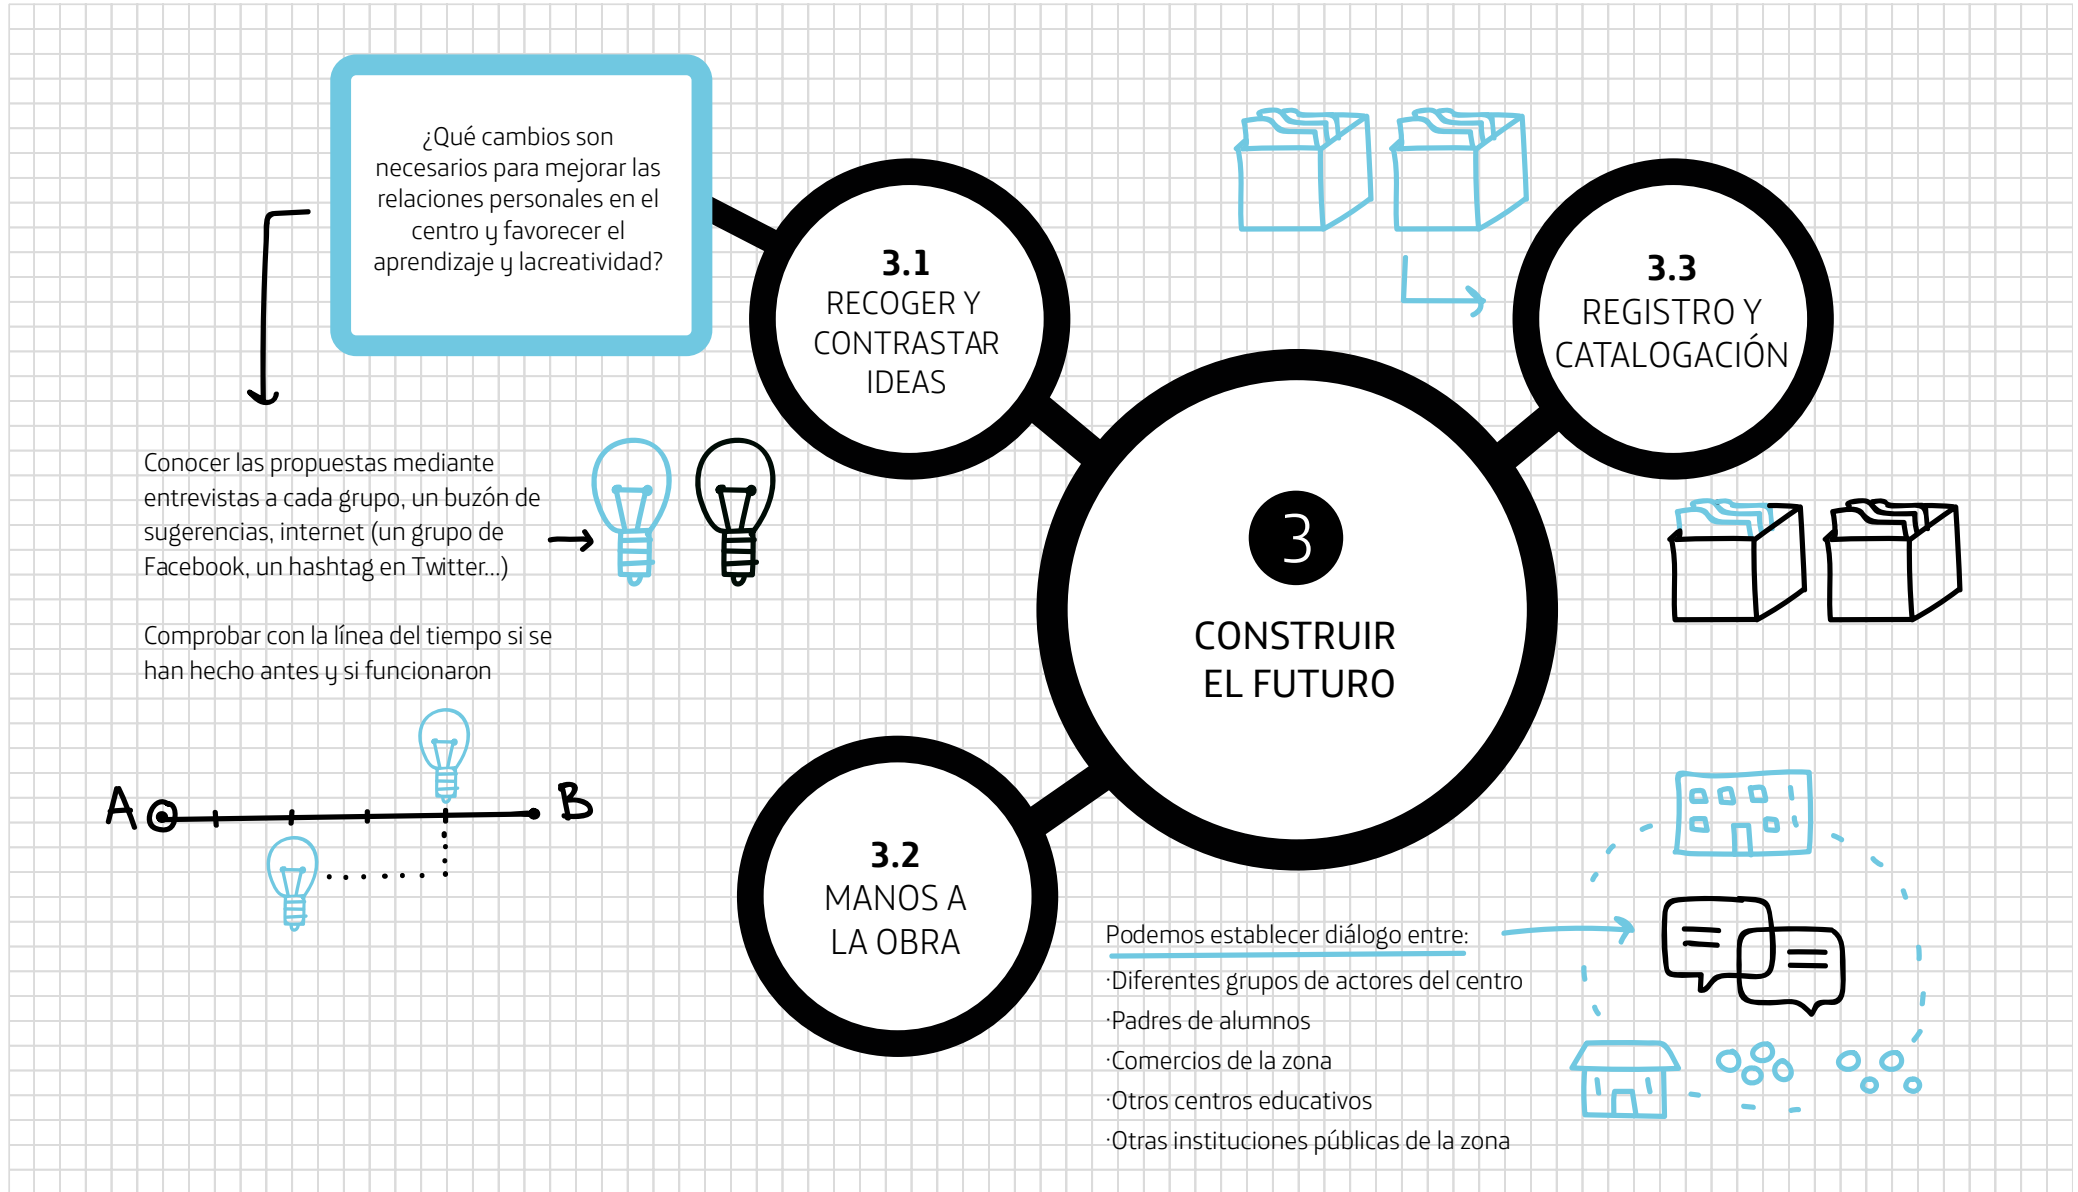 ¿Qué cambios son
necesarios para mejorar las
relaciones personales en el
centro y favorecer el
aprendizaje y lacreatividad?
3.1
RECOGER Y
CONTRASTAR
IDEAS
3.3
REGISTRO Y
CATALOGACIÓN
Conocer las propuestas mediante
entrevistas a cada grupo, un buzón de
sugerencias, internet (un grupo de
Facebook, un hashtag en Twitter...)
Comprobar con la línea del tiempo si se
han hecho antes y si funcionaron
A
B
3
CONSTRUIR
EL FUTURO
3.2
MANOS A
LA OBRA
Podemos establecer diálogo entre:
·Diferentes grupos de actores del centro
·Padres de alumnos
·Comercios de la zona
·Otros centros educativos
·Otras instituciones públicas de la zona